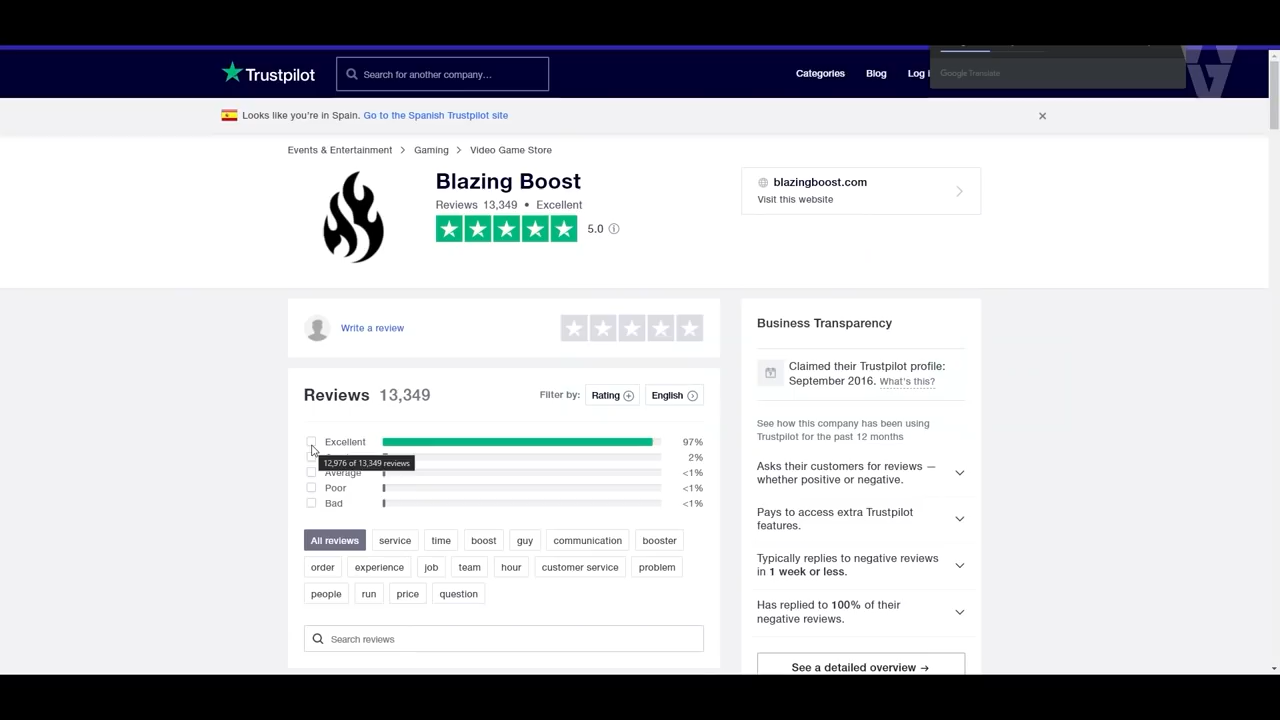 Trustpilot
Search for another company...
Categories
Blog
Log
Google Translate
Looks like you're in Spain. Go to the Spanish Trustpilot site
Events & Entertainment > Gaming > Video Game Store
Blazing Boost
Reviews 13,349 • Excellent
5.0
blazingboost.com
Visit this website
Write a review
Reviews 13,349
Filter by: Rating English
Excellent 97%
12,976 of 13,349 reviews
2%
Average <1%
Poor <1%
Bad <1%
All reviews service time boost guy communication booster
order experience job team hour customer service problem
people run price question
Search reviews
Business Transparency
Claimed their Trustpilot profile:
September 2016. What's this?
See how this company has been using
Trustpilot for the past 12 months
Asks their customers for reviews —
whether positive or negative.
Pays to access extra Trustpilot
features.
Typically replies to negative reviews
in 1 week or less.
Has replied to 100% of their
negative reviews.
See a detailed overview →